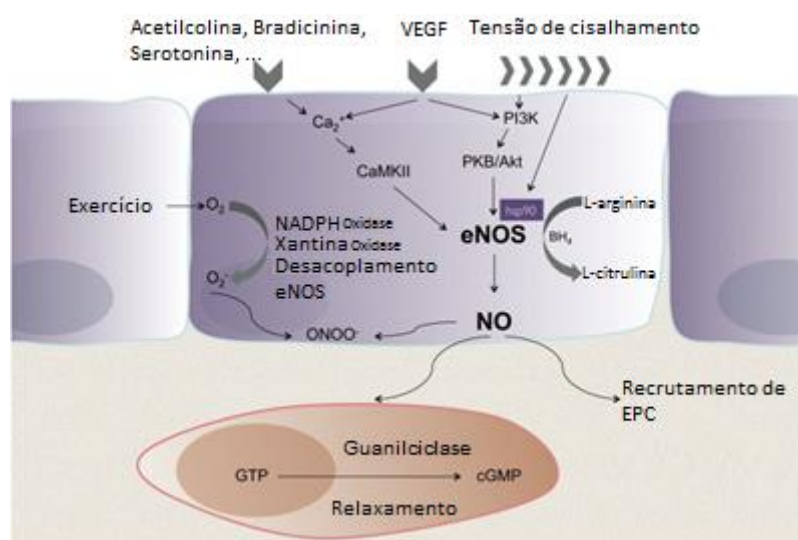 Acetilcolina, Bradicinina,
Serotonina, ...
VEGF
Tensão de cisalhamento
Ca₂⁺
PI3K
CaMKII
PKB/Akt
Exercício
O₂
hsp90
L-arginina
NADPH Oxidase
Xantina Oxidase
Desacoplamento
eNOS
eNOS
BH₄
L-citrulina
O₂⁻
ONOO⁻
NO
Recrutamento de
EPC
Guanilciclase
GTP
cGMP
Relaxamento